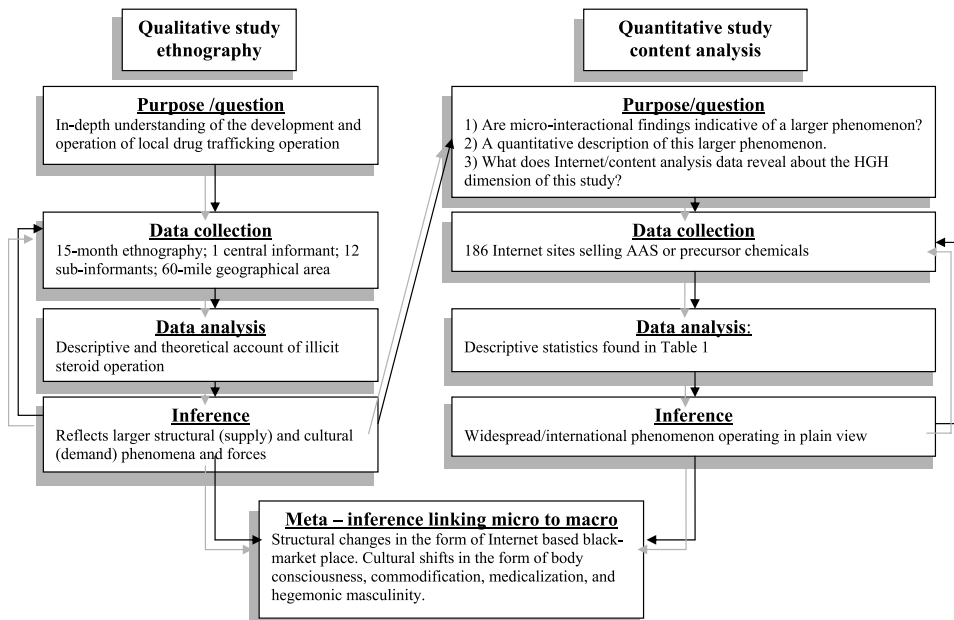 Qualitative study
ethnography
Purpose /question
In-depth understanding of the development and
operation of local drug trafficking operation
Data collection
15-month ethnography; 1 central informant; 12
sub-informants; 60-mile geographical area
Data analysis
Descriptive and theoretical account of illicit
steroid operation
Inference
Reflects larger structural (supply) and cultural
(demand) phenomena and forces
Quantitative study
content analysis
Purpose/question
1) Are micro-interactional findings indicative of a larger phenomenon?
2) A quantitative description of this larger phenomenon.
3) What does Internet/content analysis data reveal about the HGH
dimension of this study?
Data collection
186 Internet sites selling AAS or precursor chemicals
Data analysis:
Descriptive statistics found in Table 1
Inference
Widespread/international phenomenon operating in plain view
Meta – inference linking micro to macro
Structural changes in the form of Internet based black-
market place. Cultural shifts in the form of body
consciousness, commodification, medicalization, and
hegemonic masculinity.